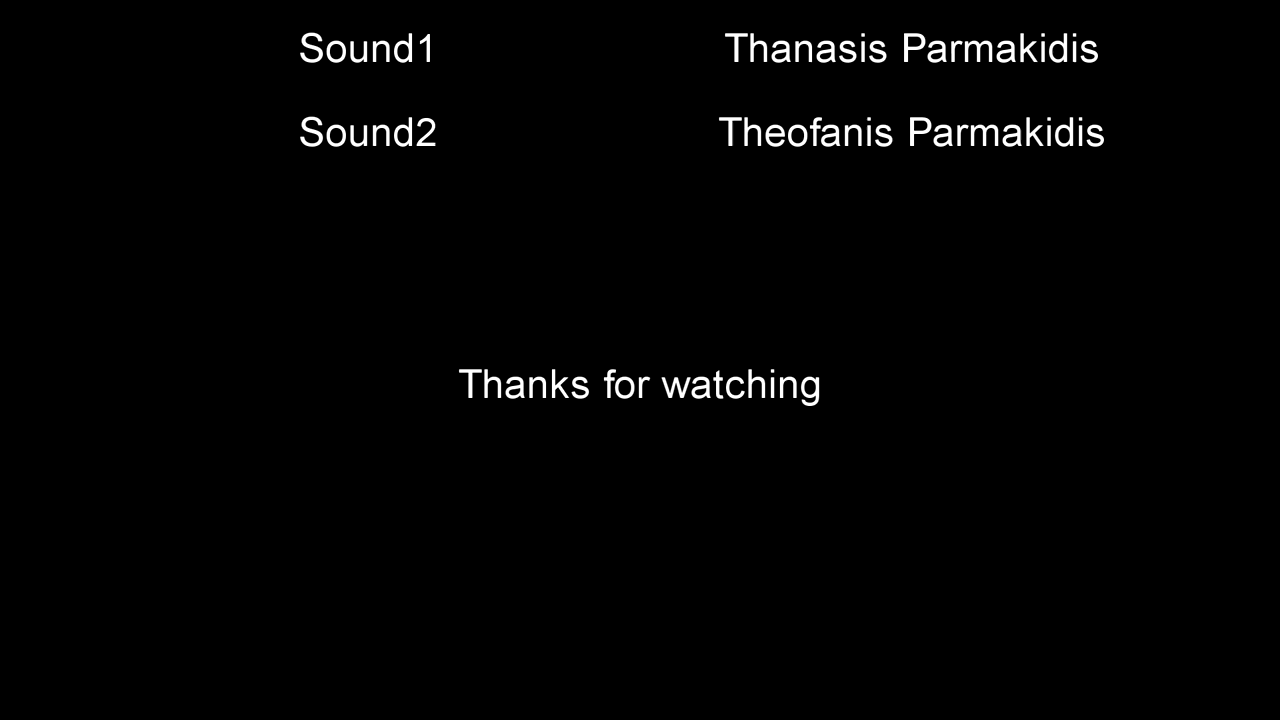 Sound1 Thanasis Parmakidis
Sound2 Theofanis Parmakidis
Thanks for watching